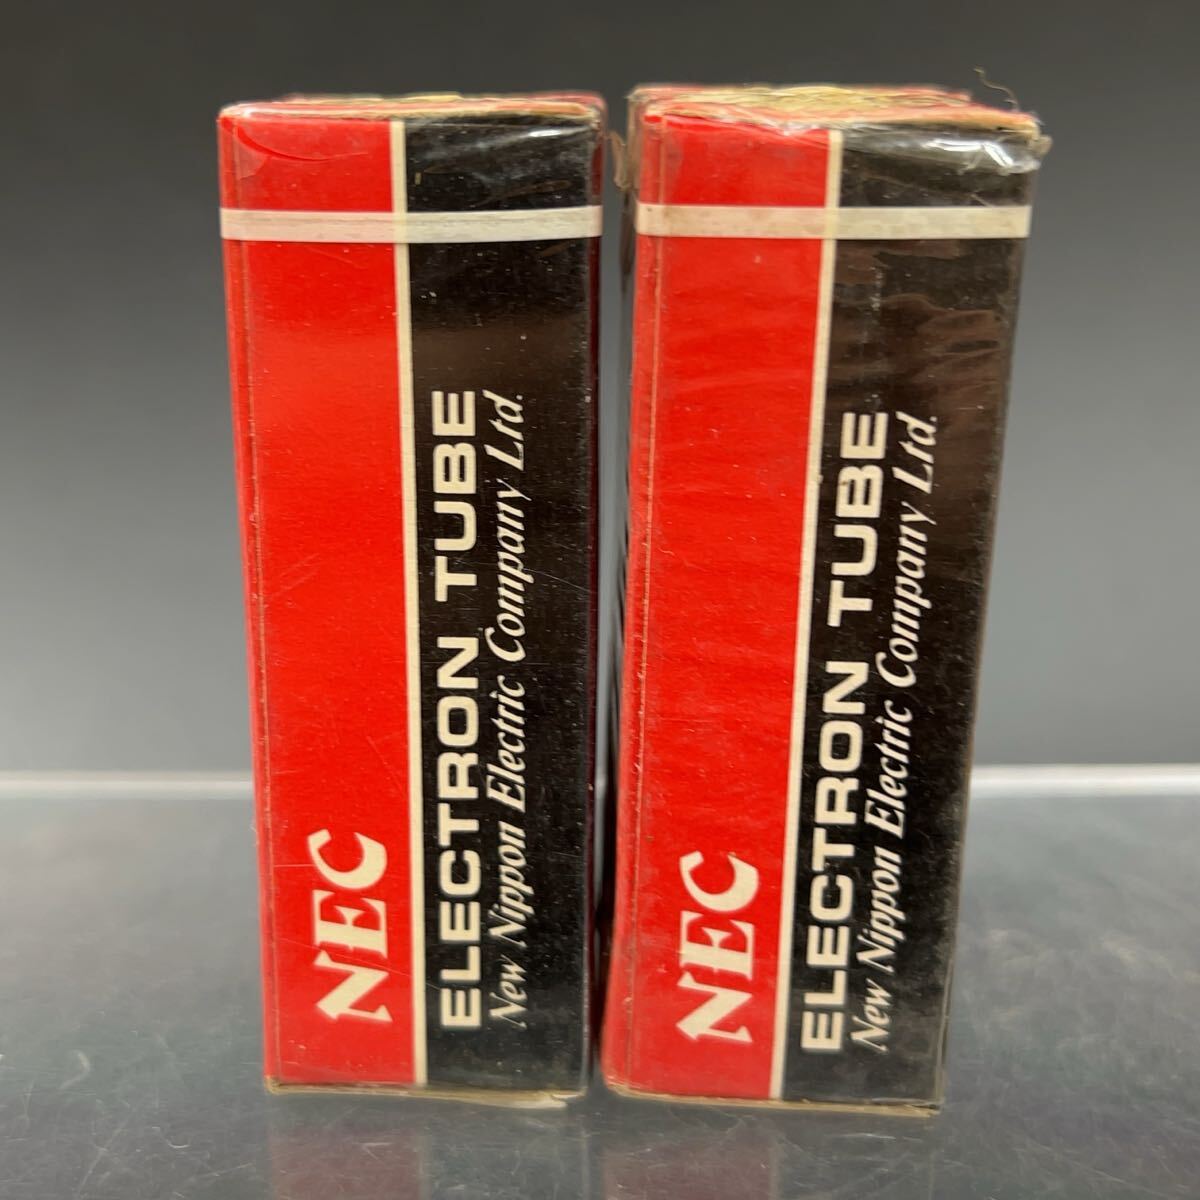 NEC
ELECTRON TUBE
New Nippon Electric Company Ltd.
NEC
ELECTRON TUBE
New Nippon Electric Company Ltd.